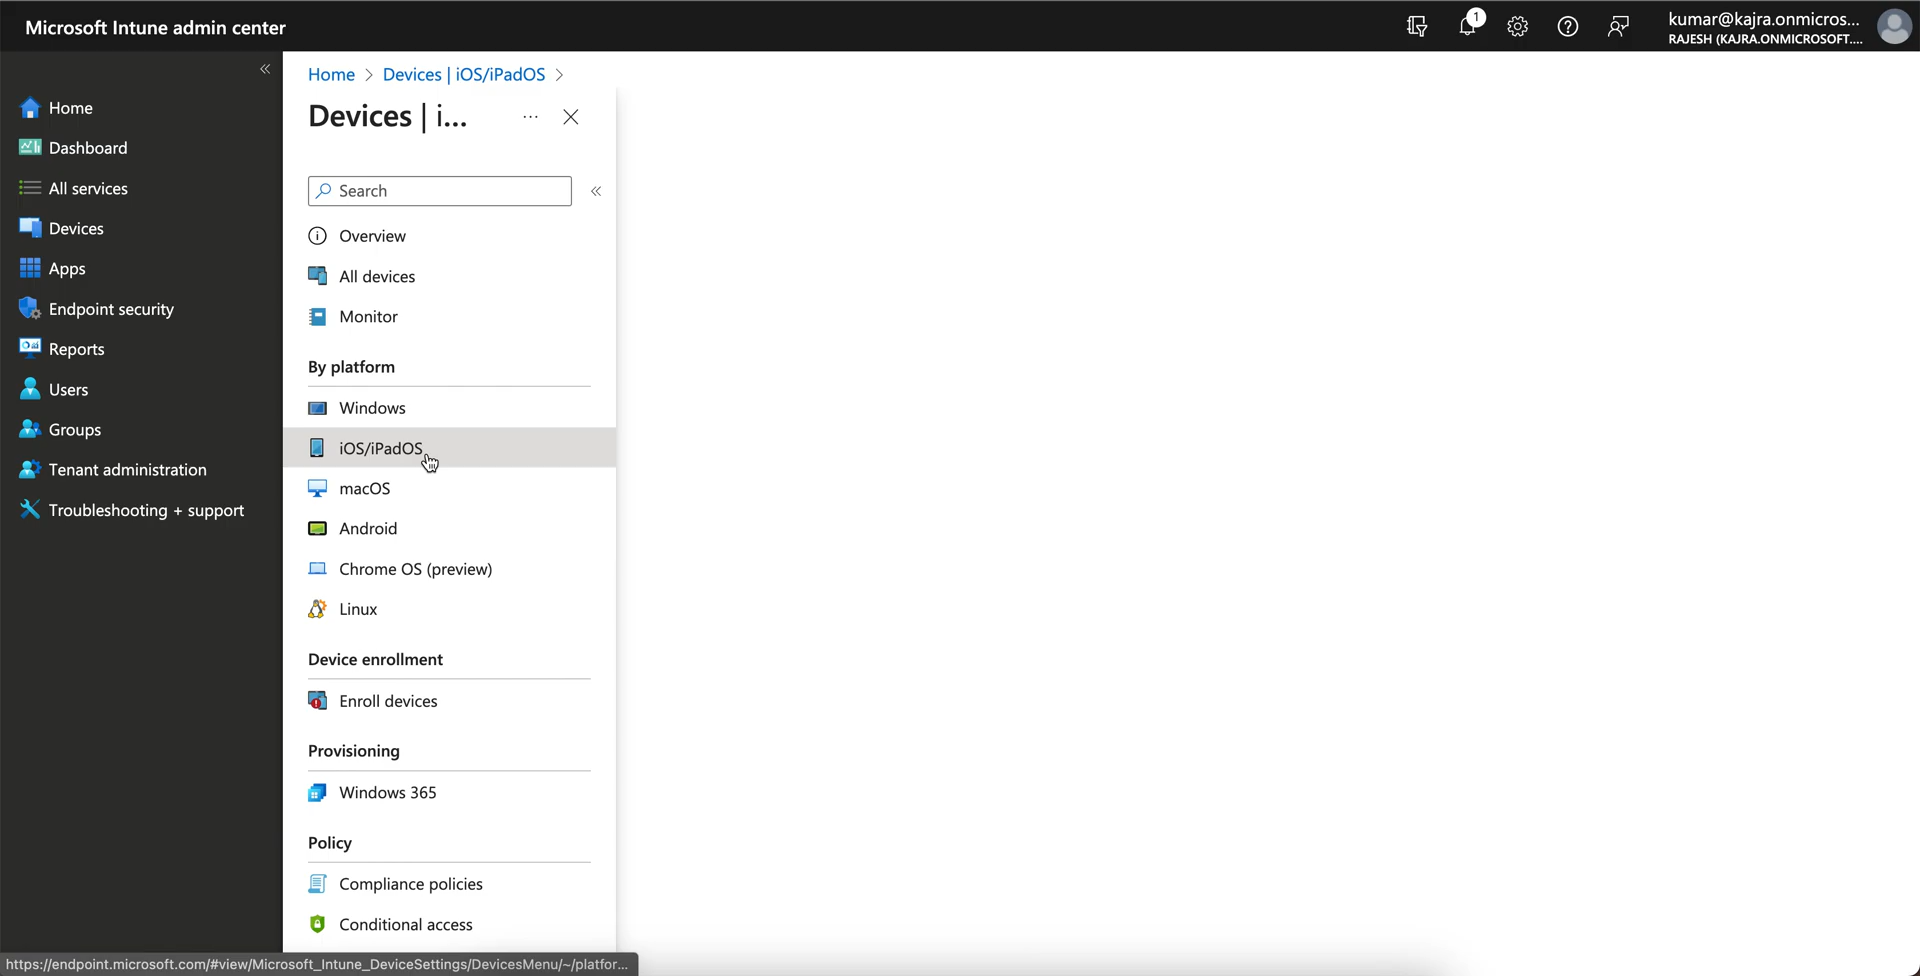 Microsoft Intune admin center
1
kumar@kajra.onmicros...
RAJESH (KAJRA.ONMICROSOFT....
Home
Dashboard
All services
Devices
Apps
Endpoint security
Reports
Users
Groups
Tenant administration
Troubleshooting + support
Home > Devices | iOS/iPadOS >
Devices | i...
Search
Overview
All devices
Monitor
By platform
Windows
iOS/iPadOS
macOS
Android
Chrome OS (preview)
Linux
Device enrollment
Enroll devices
Provisioning
Windows 365
Policy
Compliance policies
Conditional access
https://endpoint.microsoft.com/#view/Microsoft_Intune_DeviceSettings/DevicesMenu/~/platfor...